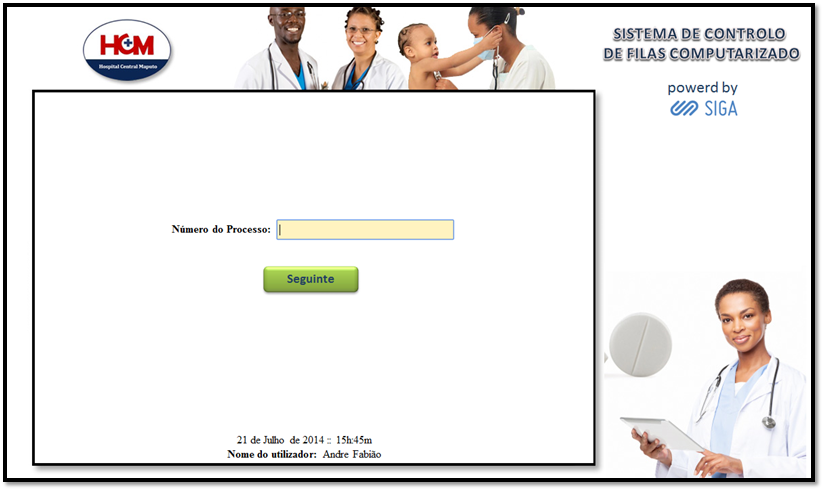 HCM
Hospital Central Maputo
SISTEMA DE CONTROLO
DE FILAS COMPUTARIZADO
powerd by
SIGA
Número do Processo:
Seguinte
21 de Julho de 2014 :: 15h:45m
Nome do utilizador: Andre Fabião